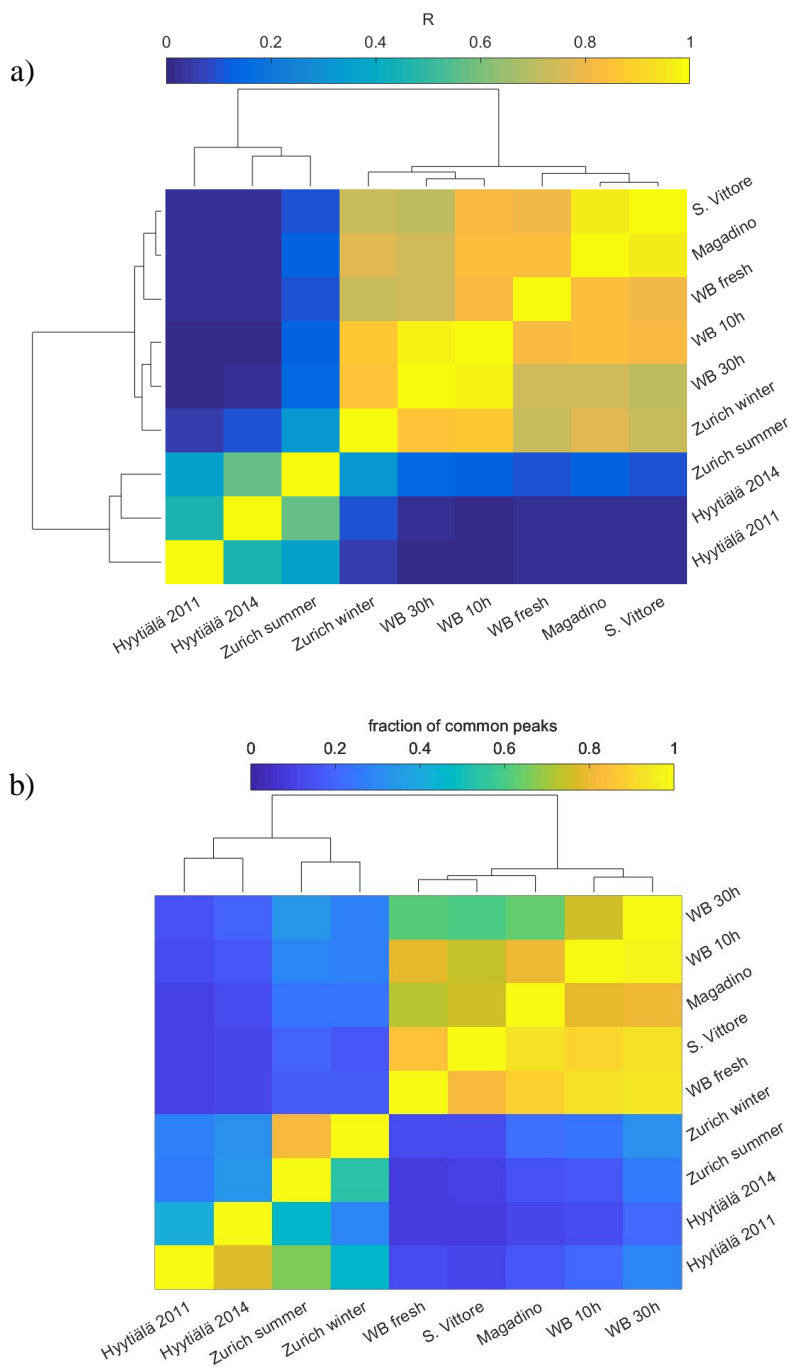 R
0 0.2 0.4 0.6 0.8 1
a)
S. Vittore
Magadino
WB fresh
WB 10h
WB 30h
Zurich winter
Zurich summer
Hyytiälä 2014
Hyytiälä 2011
Hyytiälä 2011 Hyytiälä 2014 Zurich summer Zurich winter WB 30h WB 10h WB fresh Magadino S. Vittore
fraction of common peaks
0 0.2 0.4 0.6 0.8 1
b)
WB 30h
WB 10h
Magadino
S. Vittore
WB fresh
Zurich winter
Zurich summer
Hyytiälä 2014
Hyytiälä 2011
Hyytiälä 2011 Hyytiälä 2014 Zurich summer Zurich winter WB fresh S. Vittore Magadino WB 10h WB 30h